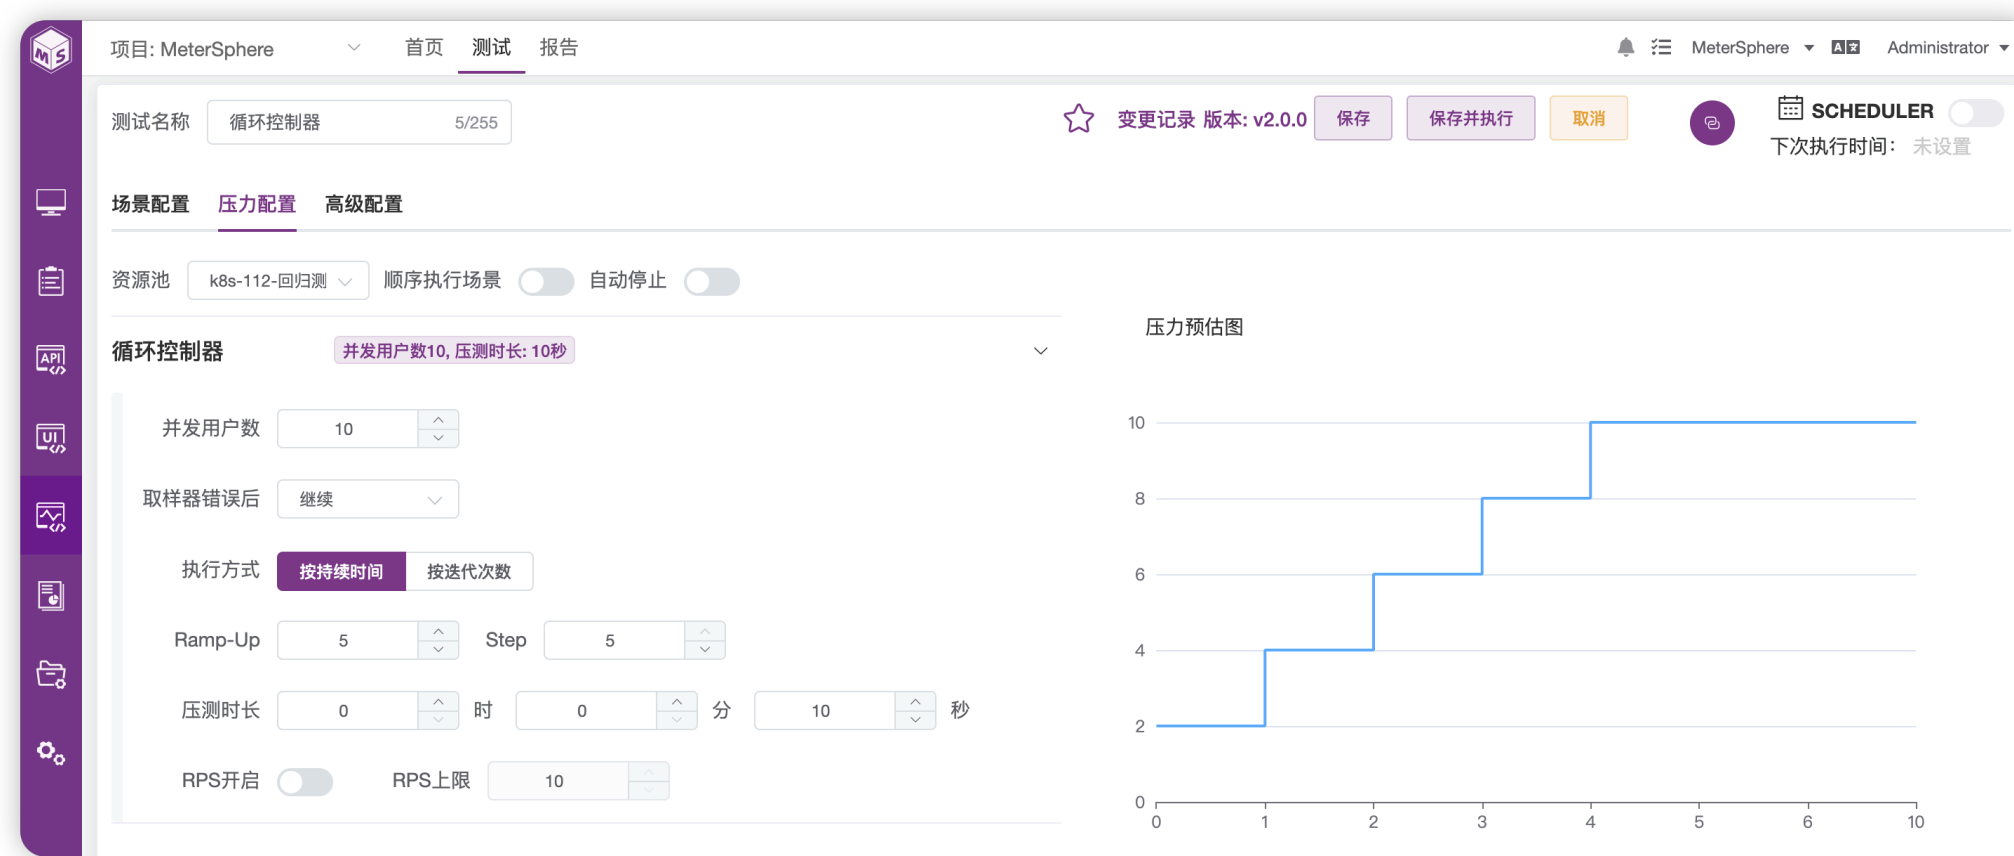 项目: MeterSphere
首页
测试
报告
MeterSphere
Administrator
测试名称
循环控制器
5/255
变更记录 版本: v2.0.0
保存
保存并执行
取消
SCHEDULER
下次执行时间：
未设置
场景配置
压力配置
高级配置
资源池
k8s-112-回归测
顺序执行场景
自动停止
循环控制器
并发用户数10, 压测时长: 10秒
并发用户数
10
取样器错误后
继续
执行方式
按持续时间
按迭代次数
Ramp-Up
5
Step
5
压测时长
0
时
0
分
10
秒
RPS开启
RPS上限
10
MS
API
UI
压力预估图
10
8
6
4
2
0
0 1 2 3 4 5 6 10